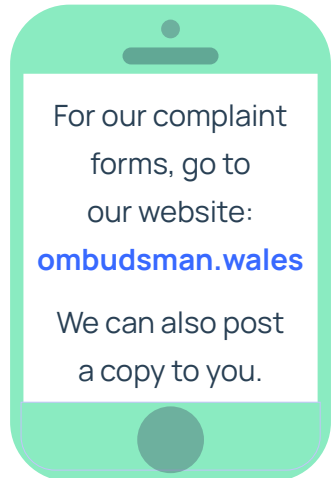 For our complaint
forms, go to
our website:
ombudsman.wales
We can also post
a copy to you.